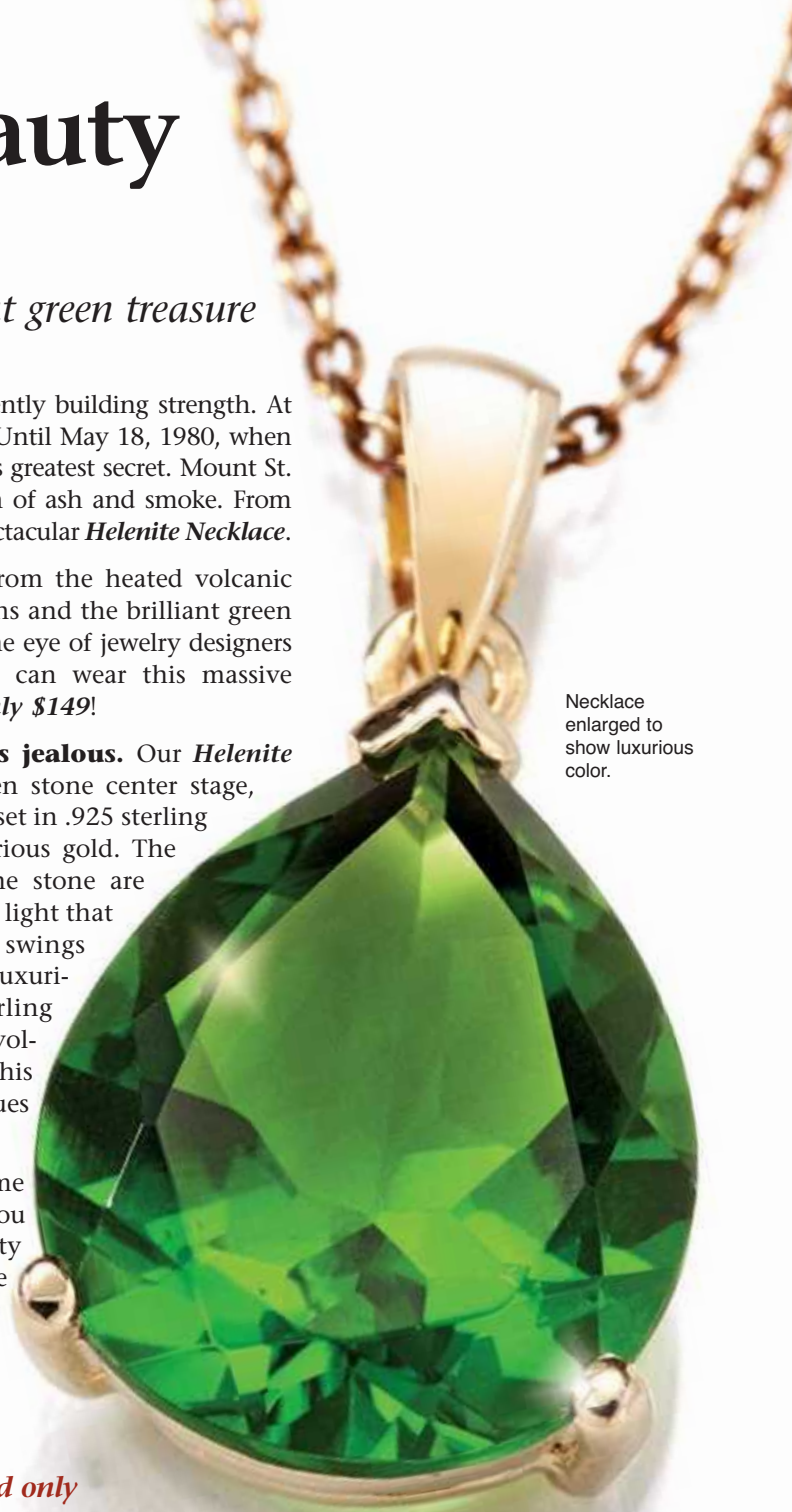 auty
t green treasure
ently building strength. At
Until May 18, 1980, when
s greatest secret. Mount St.
of ash and smoke. From
ctacular Helenite Necklace.
rom the heated volcanic
ns and the brilliant green
e eye of jewelry designers
can wear this massive
ly $149!
s jealous. Our Helenite
en stone center stage,
set in .925 sterling
rious gold. The
ne stone are
light that
swings
uxuri-
rling
vol-
his
ues
me
ou
ty
e
Necklace
enlarged to
show luxurious
color.
d only